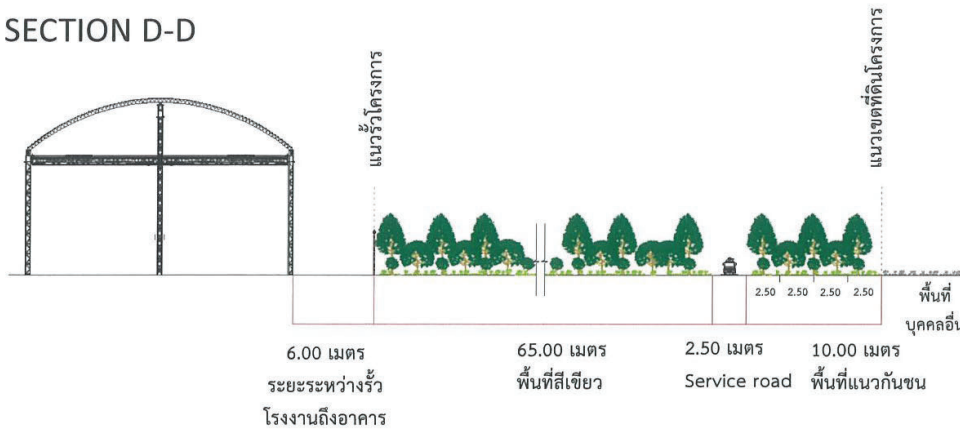 SECTION D-D
แนวรั้วโครงการ
แนวเขตที่ดินโครงการ
2.50 2.50 2.50 2.50
พื้นที่
บุคคลอื่น
6.00 เมตร
ระยะระหว่างรั้ว
โรงงานถึงอาคาร
65.00 เมตร
พื้นที่สีเขียว
2.50 เมตร
Service road
10.00 เมตร
พื้นที่แนวกันชน